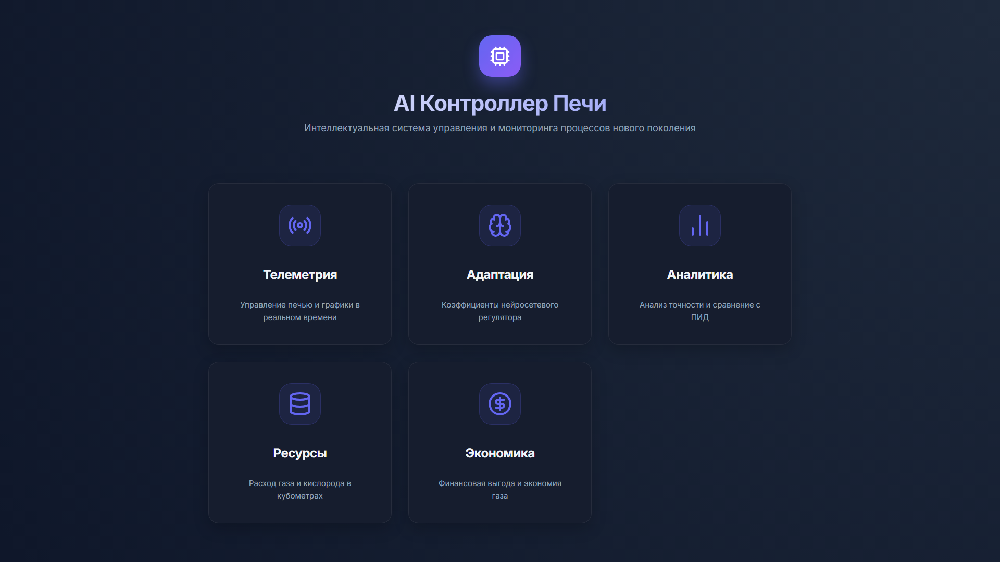 AI Контроллер Печи
Интеллектуальная система управления и мониторинга процессов нового поколения
Телеметрия
Управление печью и графики в
реальном времени
Адаптация
Коэффициенты нейросетевого
регулятора
Аналитика
Анализ точности и сравнение с
ПИД
Ресурсы
Расход газа и кислорода в
кубометрах
Экономика
Финансовая выгода и экономия
газа